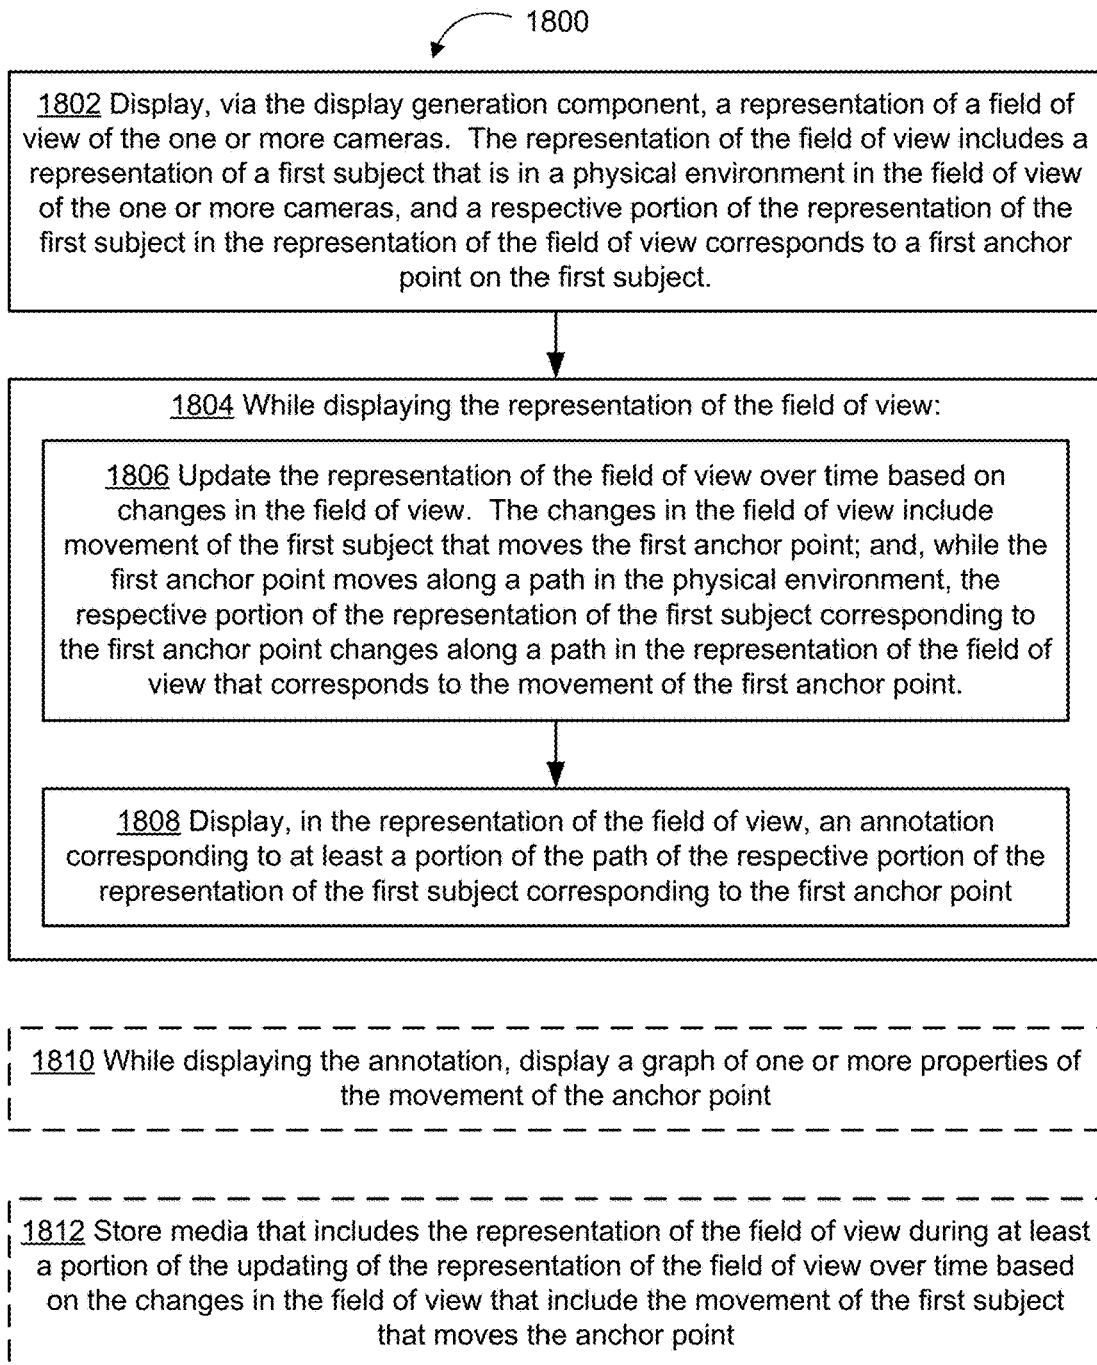 1800
1802 Display, via the display generation component, a representation of a field of
view of the one or more cameras. The representation of the field of view includes a
representation of a first subject that is in a physical environment in the field of view
of the one or more cameras, and a respective portion of the representation of the
first subject in the representation of the field of view corresponds to a first anchor
point on the first subject.
1804 While displaying the representation of the field of view:
1806 Update the representation of the field of view over time based on
changes in the field of view. The changes in the field of view include
movement of the first subject that moves the first anchor point; and, while the
first anchor point moves along a path in the physical environment, the
respective portion of the representation of the first subject corresponding to
the first anchor point changes along a path in the representation of the field of
view that corresponds to the movement of the first anchor point.
1808 Display, in the representation of the field of view, an annotation
corresponding to at least a portion of the path of the respective portion of the
representation of the first subject corresponding to the first anchor point
1810 While displaying the annotation, display a graph of one or more properties of
the movement of the anchor point
1812 Store media that includes the representation of the field of view during at least
a portion of the updating of the representation of the field of view over time based
on the changes in the field of view that include the movement of the first subject
that moves the anchor point